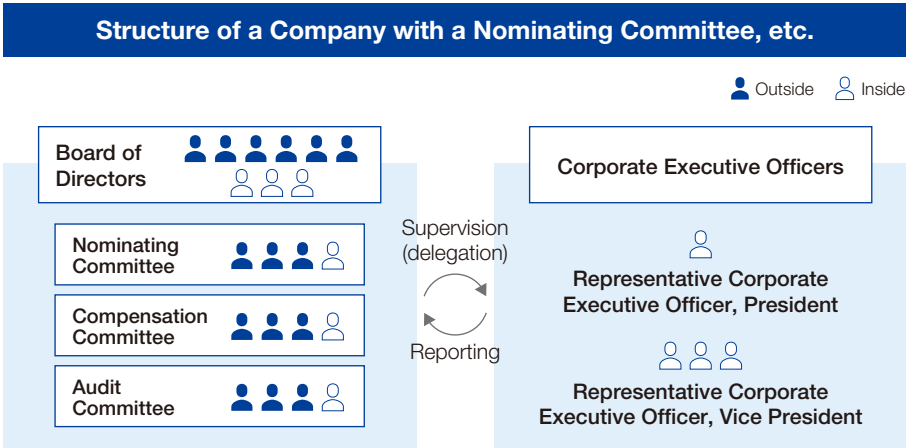 Structure of a Company with a Nominating Committee, etc.
Outside
Inside
Board of
Directors
Nominating
Committee
Compensation
Committee
Audit
Committee
Supervision
(delegation)
Reporting
Corporate Executive Officers
Representative Corporate
Executive Officer, President
Representative Corporate
Executive Officer, Vice President